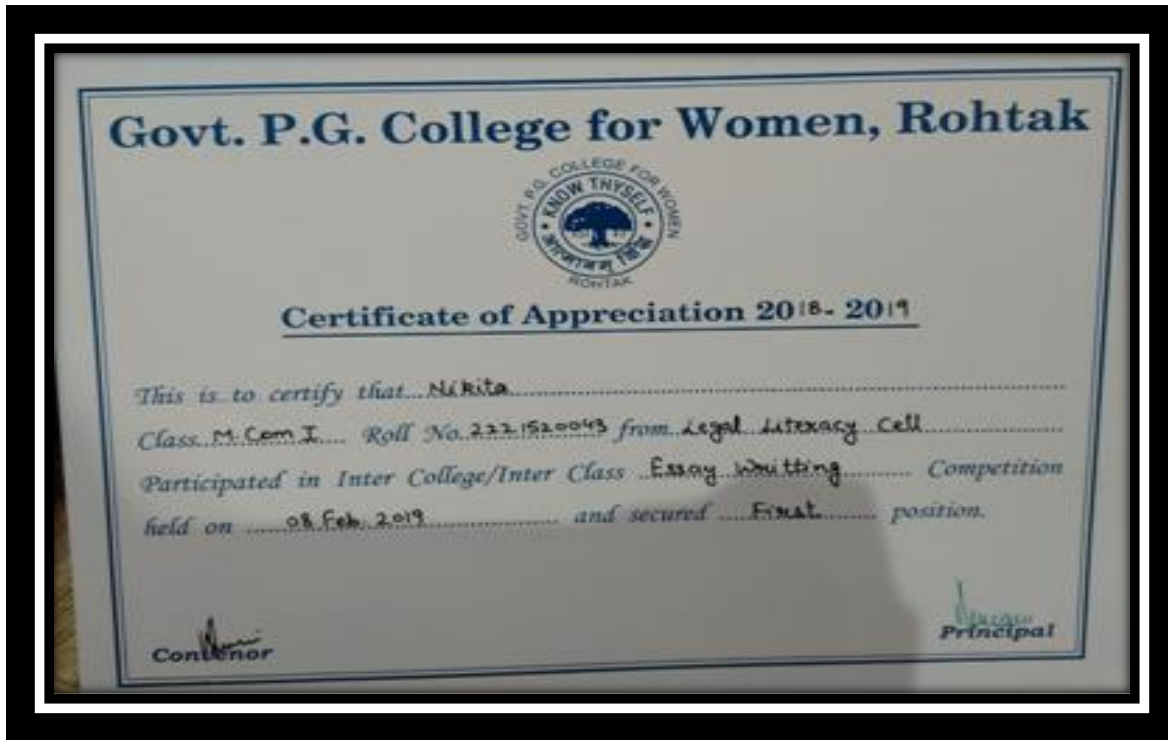 Govt. P.G. College for Women, Rohtak
GOVT. P.G. COLLEGE FOR WOMEN
KNOW THYSELF
ROHTAK
Certificate of Appreciation 2018-2019
This is to certify that Nikita
Class M.Com I Roll No. 2221520043 from Legal Literacy Cell
Participated in Inter College/Inter Class Essay Writting Competition
held on 08 Feb. 2019 and secured First position.
Contenor
Principal